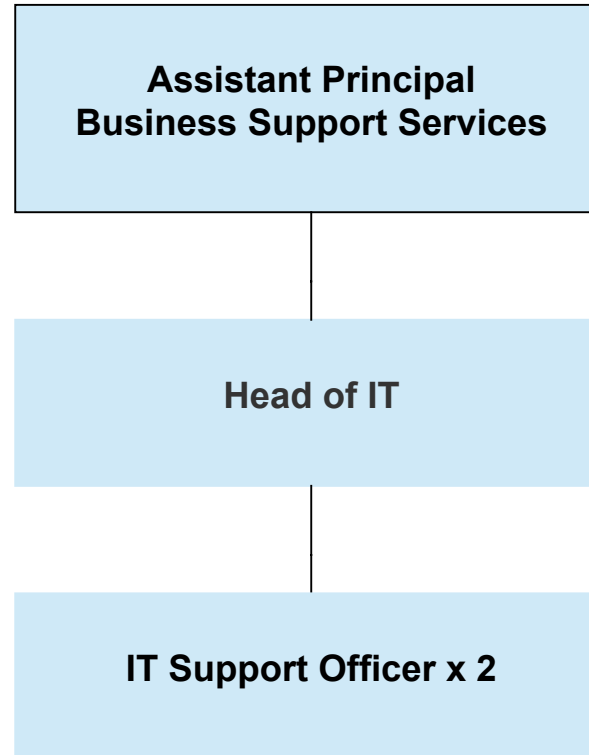 Assistant Principal
Business Support Services
Head of IT
IT Support Officer x 2